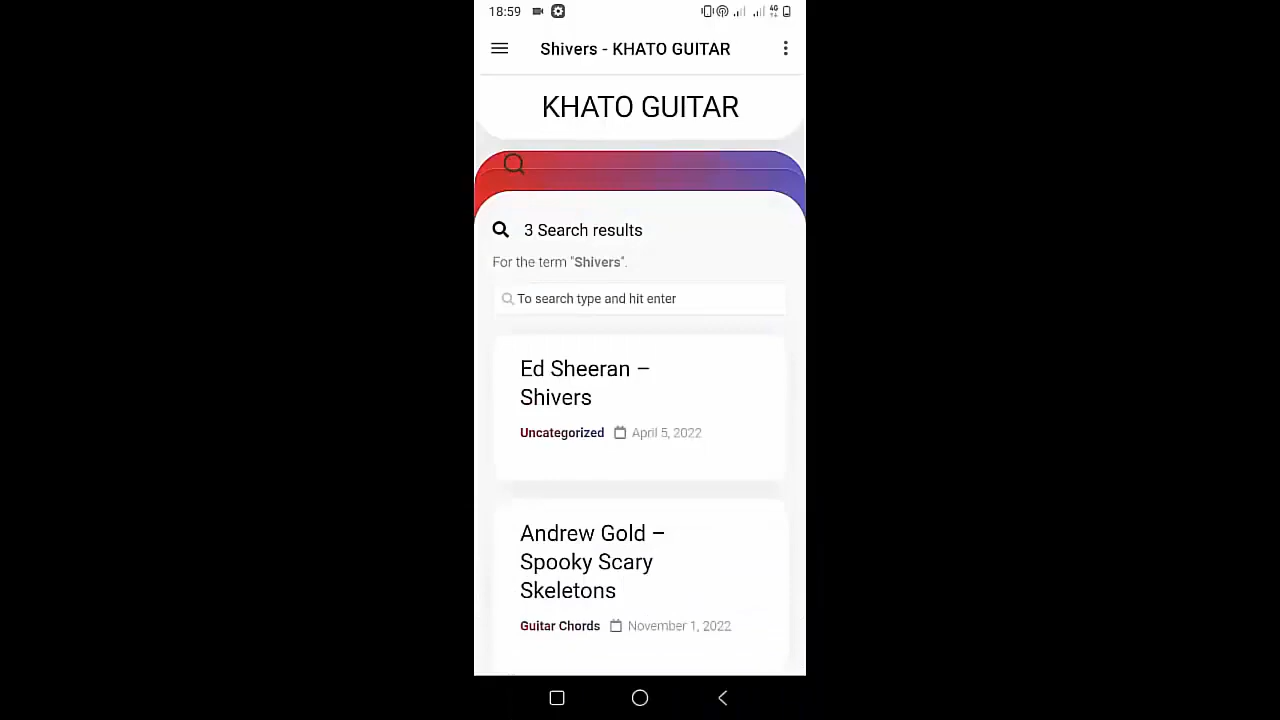 18:59 4G
Shivers - KHATO GUITAR
KHATO GUITAR
3 Search results
For the term "Shivers".
To search type and hit enter
Ed Sheeran –
Shivers
Uncategorized April 5, 2022
Andrew Gold –
Spooky Scary
Skeletons
Guitar Chords November 1, 2022